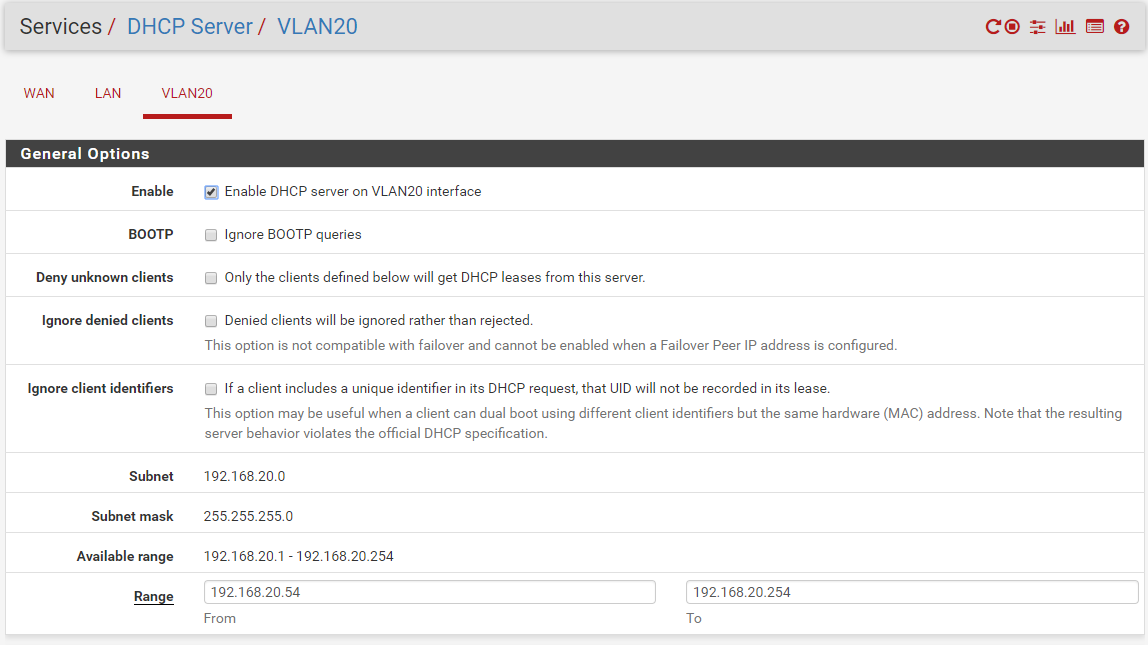 Services / DHCP Server / VLAN20
WAN LAN VLAN20
General Options
Enable Enable DHCP server on VLAN20 interface
BOOTP Ignore BOOTP queries
Deny unknown clients Only the clients defined below will get DHCP leases from this server.
Ignore denied clients Denied clients will be ignored rather than rejected.
This option is not compatible with failover and cannot be enabled when a Failover Peer IP address is configured.
Ignore client identifiers If a client includes a unique identifier in its DHCP request, that UID will not be recorded in its lease.
This option may be useful when a client can dual boot using different client identifiers but the same hardware (MAC) address. Note that the resulting
server behavior violates the official DHCP specification.
Subnet 192.168.20.0
Subnet mask 255.255.255.0
Available range 192.168.20.1 - 192.168.20.254
Range 192.168.20.54 192.168.20.254
From To